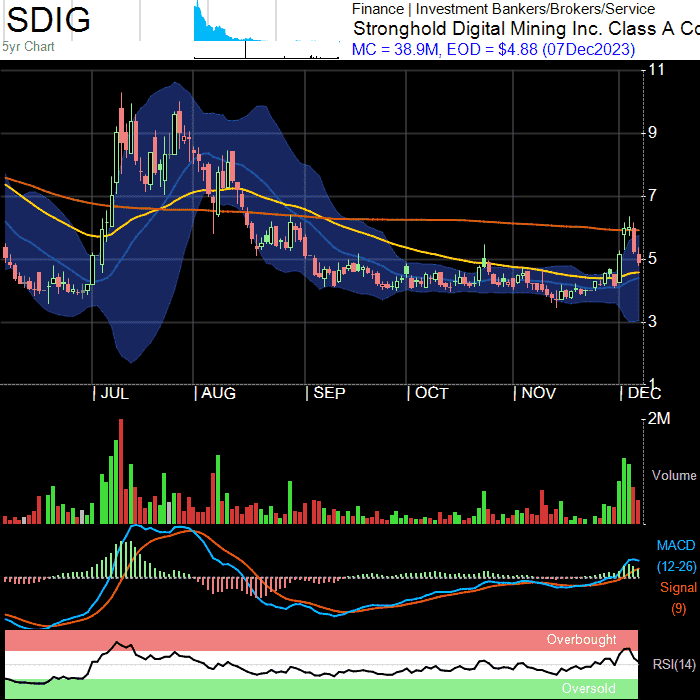 SDIG
5yr Chart
Finance | Investment Bankers/Brokers/Service
Stronghold Digital Mining Inc. Class A Co
MC = 38.9M, EOD = $4.88 (07Dec2023)
11
9
7
5
3
1
| JUL | AUG | SEP | OCT | NOV | DEC
2M
Volume
MACD
(12-26)
Signal
(9)
Overbought
RSI(14)
Oversold